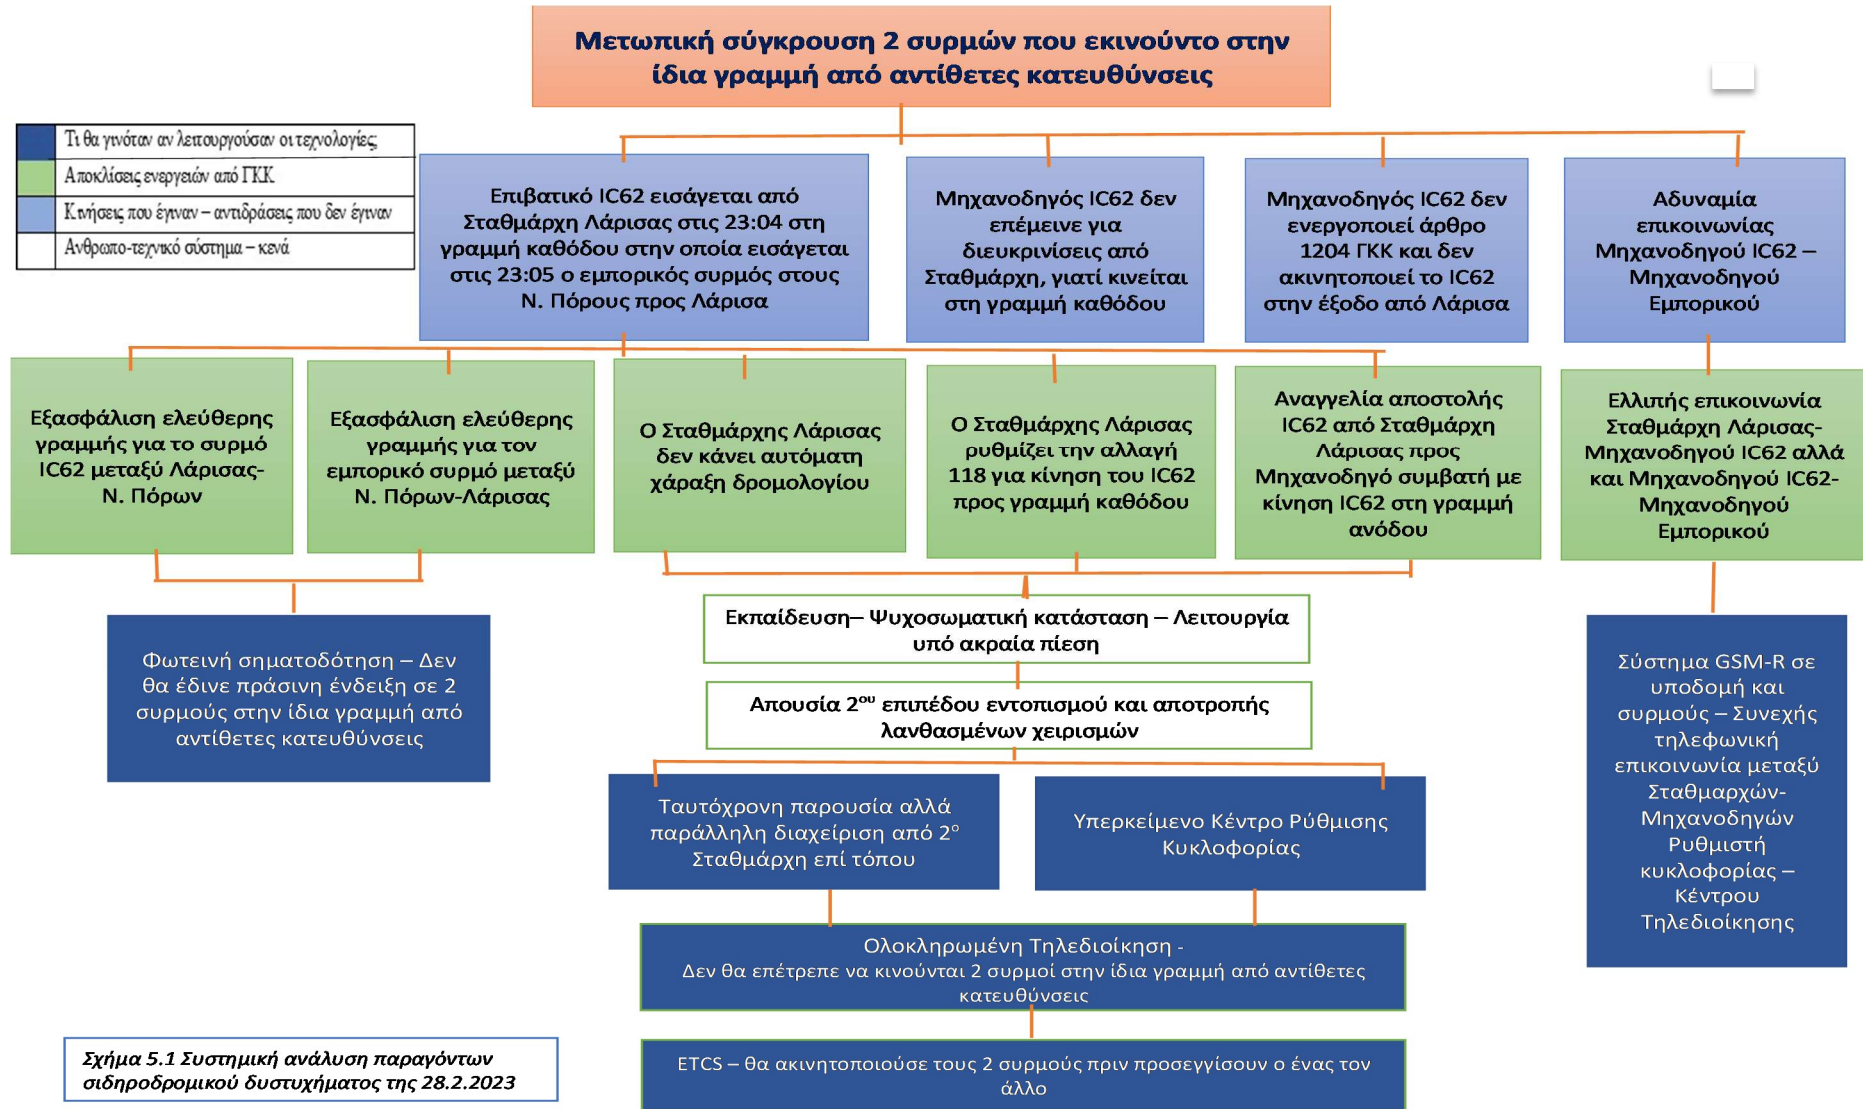 Μετωπική σύγκρουση 2 συρμών που εκινούντο στην
ίδια γραμμή από αντίθετες κατευθύνσεις
Τι θα γινόταν αν λειτουργούσαν οι τεχνολογίες;
Αποκλίσεις ενεργειών από ΓΚΚ
Κινήσεις που έγιναν – αντιδράσεις που δεν έγιναν
Ανθρωπο-τεχνικό σύστημα – κενά
Επιβατικό IC62 εισάγεται από
Σταθμάρχη Λάρισας στις 23:04 στη
γραμμή καθόδου στην οποία εισάγεται
στις 23:05 ο εμπορικός συρμός στους
Ν. Πόρους προς Λάρισα
Μηχανοδηγός IC62 δεν
επέμεινε για
διευκρινίσεις από
Σταθμάρχη, γιατί κινείται
στη γραμμή καθόδου
Μηχανοδηγός IC62 δεν
ενεργοποιεί άρθρο
1204 ΓΚΚ και δεν
ακινητοποιεί το IC62
στην έξοδο από Λάρισα
Αδυναμία
επικοινωνίας
Μηχανοδηγού IC62 –
Μηχανοδηγού
Εμπορικού
Εξασφάλιση ελεύθερης
γραμμής για το συρμό
IC62 μεταξύ Λάρισας-
Ν. Πόρων
Εξασφάλιση ελεύθερης
γραμμής για τον
εμπορικό συρμό μεταξύ
Ν. Πόρων-Λάρισας
Ο Σταθμάρχης Λάρισας
δεν κάνει αυτόματη
χάραξη δρομολογίου
Ο Σταθμάρχης Λάρισας
ρυθμίζει την αλλαγή
118 για κίνηση του IC62
προς γραμμή καθόδου
Αναγγελία αποστολής
IC62 από Σταθμάρχη
Λάρισας προς
Μηχανοδηγό συμβατή με
κίνηση IC62 στη γραμμή
ανόδου
Ελλιπής επικοινωνία
Σταθμάρχη Λάρισας-
Μηχανοδηγού IC62 αλλά
και Μηχανοδηγού IC62-
Μηχανοδηγού
Εμπορικού
Φωτεινή σηματοδότηση – Δεν
θα έδινε πράσινη ένδειξη σε 2
συρμούς στην ίδια γραμμή από
αντίθετες κατευθύνσεις
Εκπαίδευση– Ψυχοσωματική κατάσταση – Λειτουργία
υπό ακραία πίεση
Απουσία 2ου επιπέδου εντοπισμού και αποτροπής
λανθασμένων χειρισμών
Ταυτόχρονη παρουσία αλλά
παράλληλη διαχείριση από 2ο
Σταθμάρχη επί τόπου
Υπερκείμενο Κέντρο Ρύθμισης
Κυκλοφορίας
Σύστημα GSM-R σε
υποδομή και
συρμούς – Συνεχής
τηλεφωνική
επικοινωνία μεταξύ
Σταθμαρχών-
Μηχανοδηγών
Ρυθμιστή
κυκλοφορίας –
Κέντρου
Τηλεδιοίκησης
Ολοκληρωμένη Τηλεδιοίκηση -
Δεν θα επέτρεπε να κινούνται 2 συρμοί στην ίδια γραμμή από αντίθετες
κατευθύνσεις
ETCS – θα ακινητοποιούσε τους 2 συρμούς πριν προσεγγίσουν ο ένας τον
άλλο
Σχήμα 5.1 Συστημική ανάλυση παραγόντων
σιδηροδρομικού δυστυχήματος της 28.2.2023